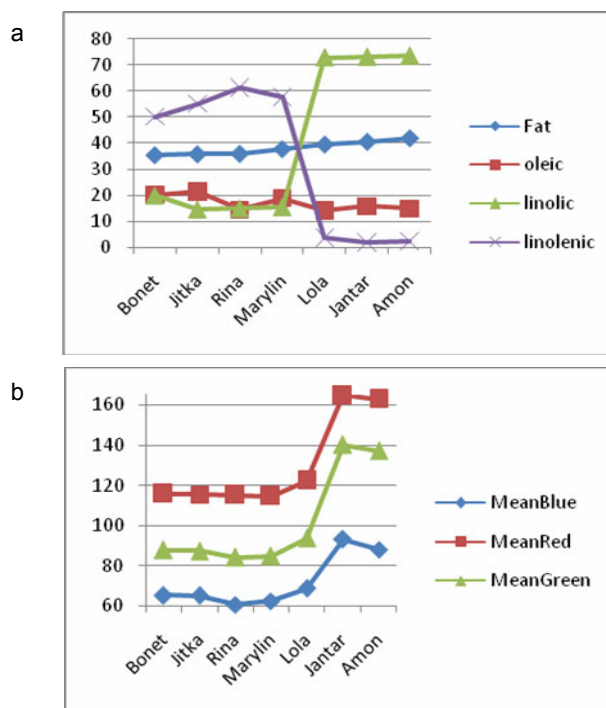 a
80
70
60
50
40
30
20
10
0
Bonet
Jitka
Rina
Marylin
Lola
Jantar
Amon
Fat
oleic
linolic
linolenic
b
160
140
120
100
80
60
Bonet
Jitka
Rina
Marylin
Lola
Jantar
Amon
MeanBlue
MeanRed
MeanGreen